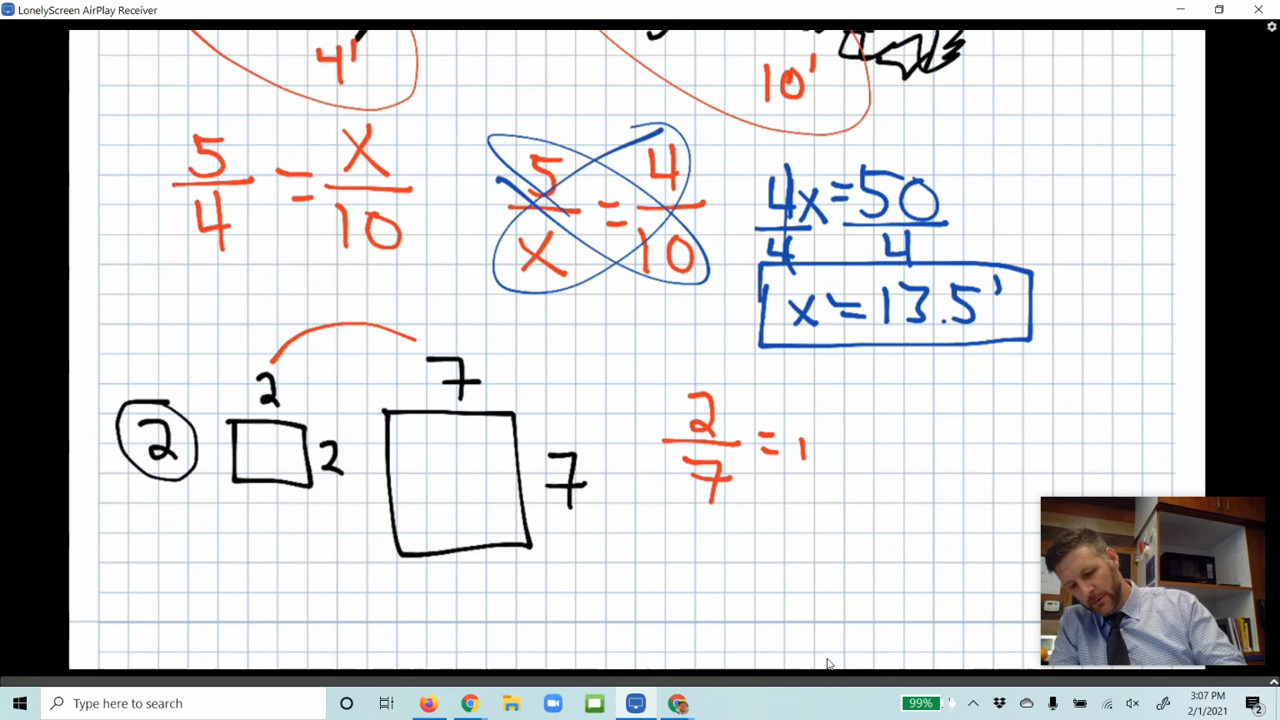 LonelyScreen AirPlay Receiver
4'
10'
5/4 = x/10
5/x = 4/10
4x = 50
4 4
x = 13.5'
2
2
2
7
7
2/7 = 1
Type here to search
99%
3:07 PM
2/1/2021
2